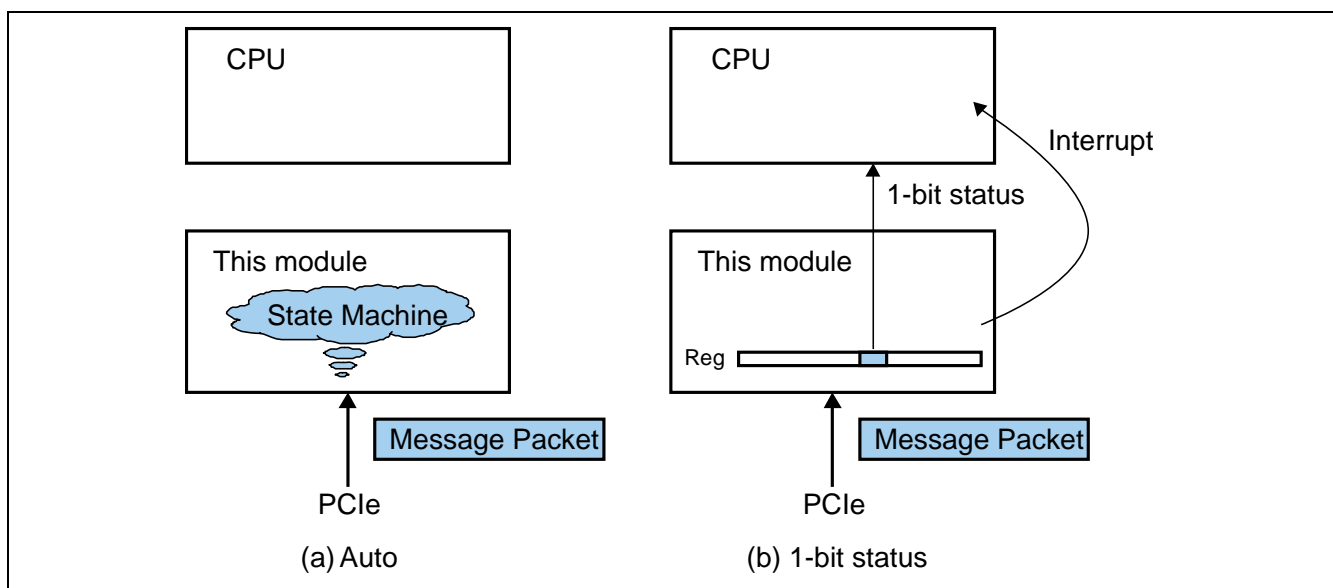 CPU
This module
State Machine
Message Packet
PCIe
(a) Auto
CPU
Interrupt
1-bit status
This module
Reg
Message Packet
PCIe
(b) 1-bit status